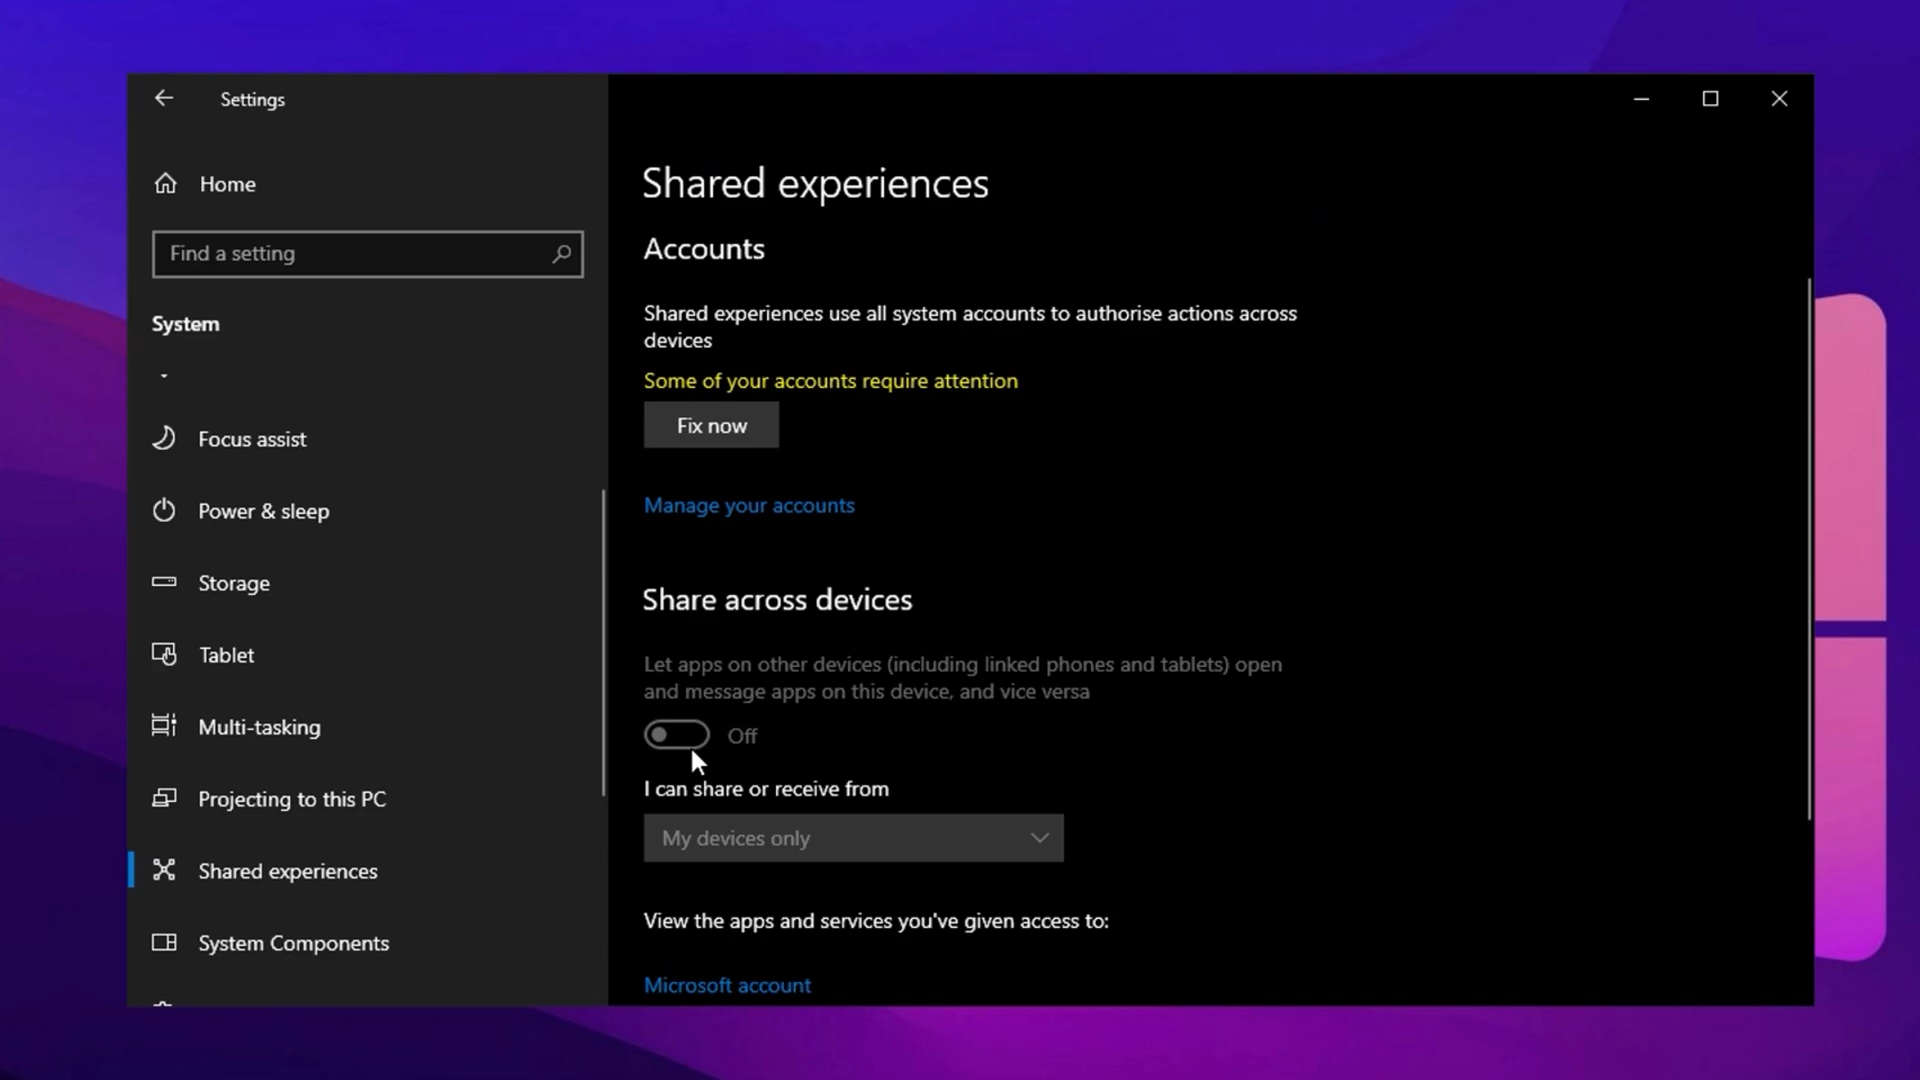 Settings
Home
Find a setting
System
Focus assist
Power & sleep
Storage
Tablet
Multi-tasking
Projecting to this PC
Shared experiences
System Components
Shared experiences
Accounts
Shared experiences use all system accounts to authorise actions across
devices
Some of your accounts require attention
Fix now
Manage your accounts
Share across devices
Let apps on other devices (including linked phones and tablets) open
and message apps on this device, and vice versa
Off
I can share or receive from
My devices only
View the apps and services you've given access to:
Microsoft account